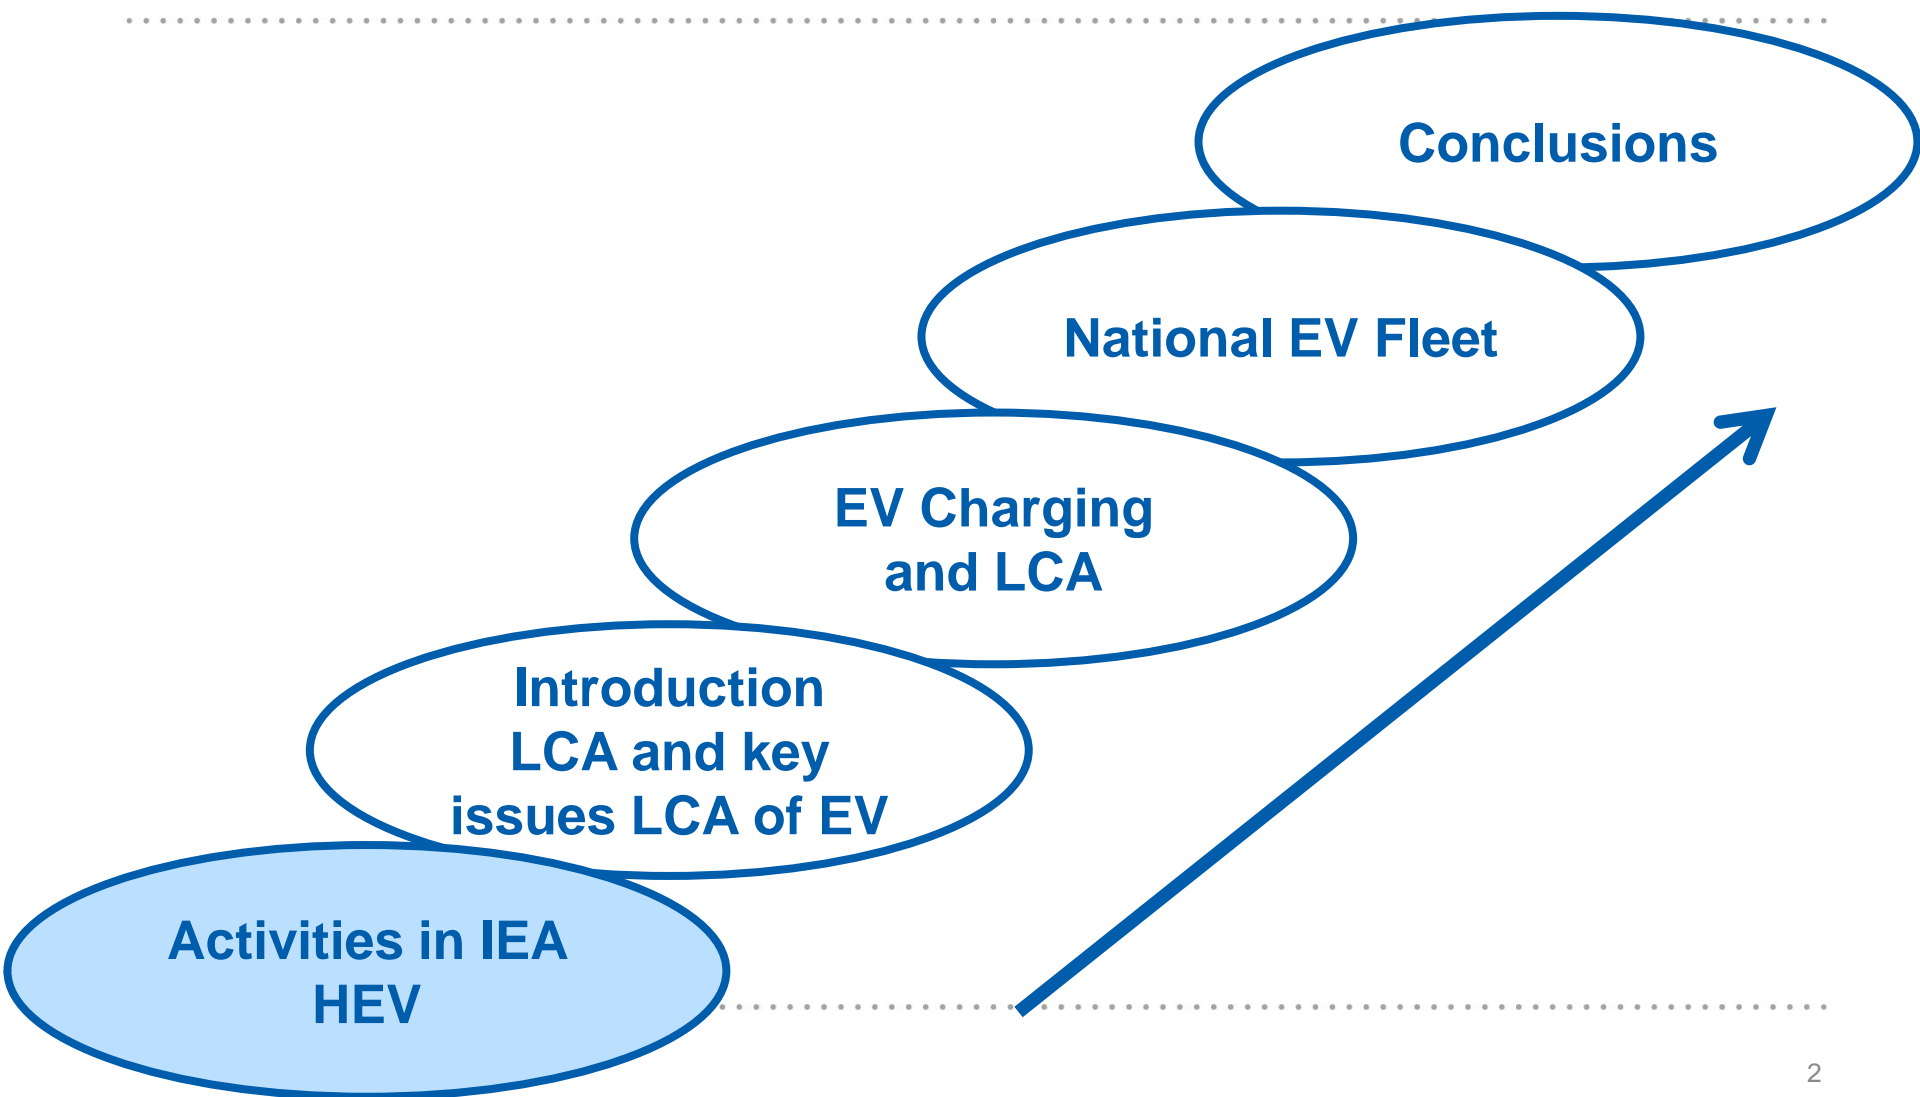 Conclusions
National EV Fleet
EV Charging
and LCA
Introduction
LCA and key
issues LCA of EV
Activities in IEA
HEV
2